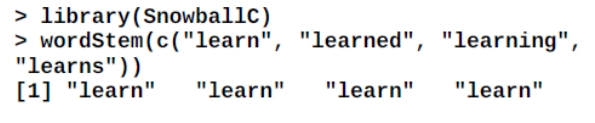 > library(SnowballC)
> wordStem(c("learn", "learned", "learning",
"learns"))
[1] "learn"   "learn"   "learn"   "learn"